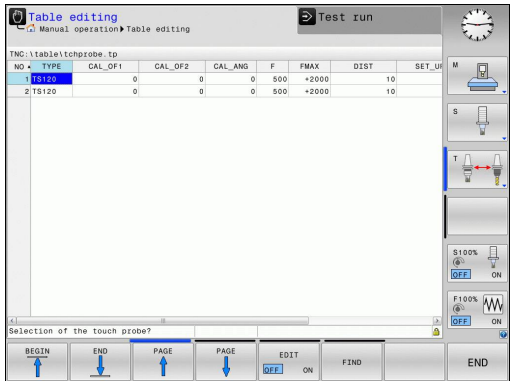 Table editing
Manual operation Table editing
Test run
TNC:\table\tchprobe.tp
NO TYPE CAL_OF1 CAL_OF2 CAL_ANG F FMAX DIST SET_U
1 TS120 0 0 0 500 +2000 10
2 TS120 0 0 0 500 +2000 10
Selection of the touch probe?
M
S
T
S100%
OFF ON
F100%
OFF ON
BEGIN
END
PAGE
PAGE
EDIT
OFF ON
FIND
END